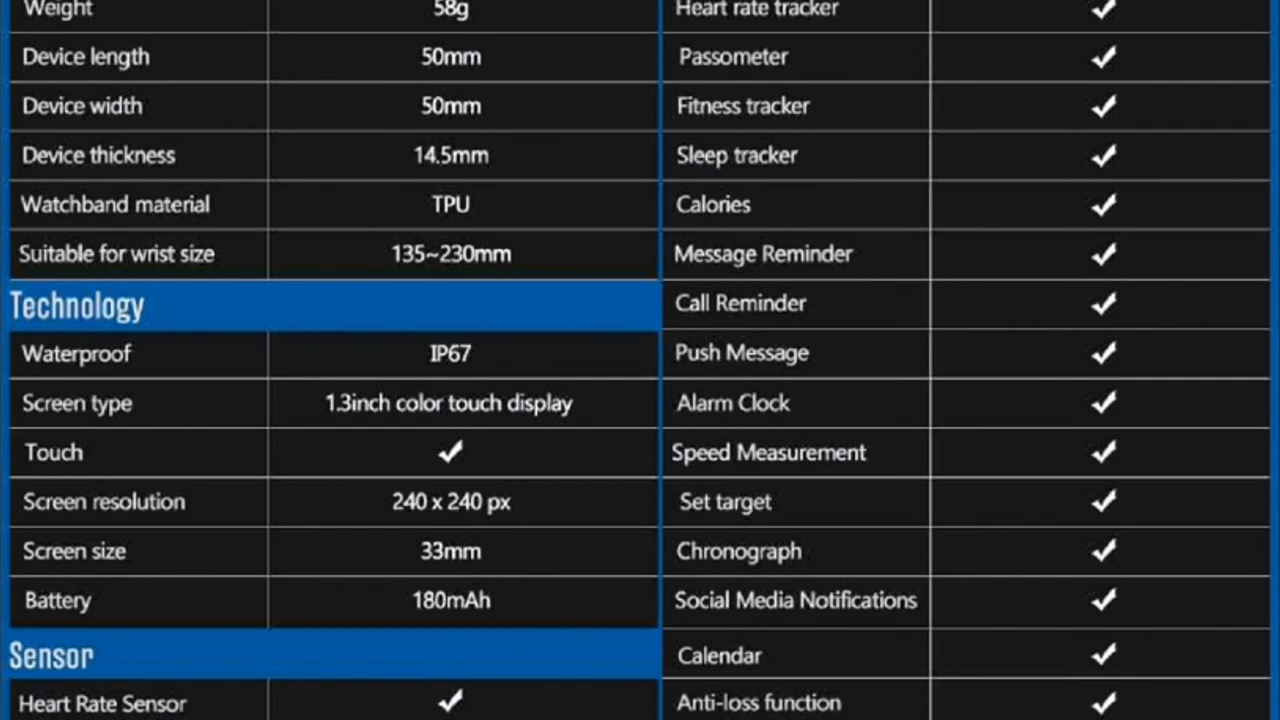 Weight 58g
Device length 50mm
Device width 50mm
Device thickness 14.5mm
Watchband material TPU
Suitable for wrist size 135~230mm
Technology
Waterproof IP67
Screen type 1.3inch color touch display
Touch ✓
Screen resolution 240 x 240 px
Screen size 33mm
Battery 180mAh
Sensor
Heart Rate Sensor ✓
Heart rate tracker ✓
Passometer ✓
Fitness tracker ✓
Sleep tracker ✓
Calories ✓
Message Reminder ✓
Call Reminder ✓
Push Message ✓
Alarm Clock ✓
Speed Measurement ✓
Set target ✓
Chronograph ✓
Social Media Notifications ✓
Calendar ✓
Anti-loss function ✓